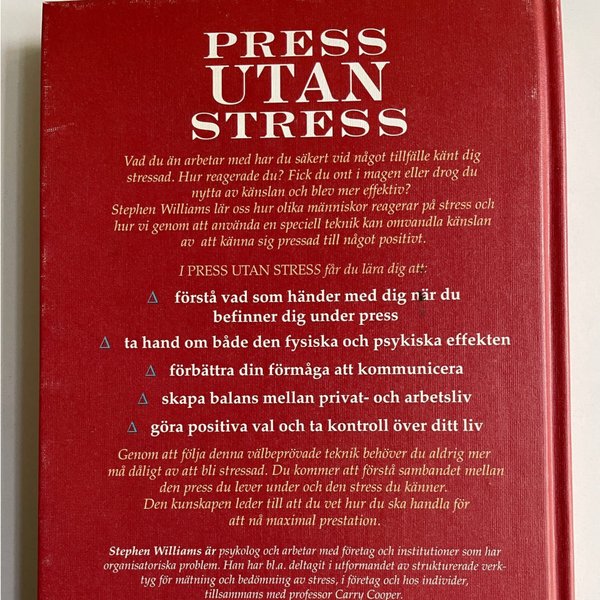 PRESS
UTAN
STRESS
Vad du än arbetar med har du säkert vid något tillfälle känt dig
stressad. Hur reagerade du? Fick du ont i magen eller drog du
nytta av känslan och blev mer effektiv?
Stephen Williams lär oss hur olika människor reagerar på stress och
hur vi genom att använda en speciell teknik kan omvandla känslan
av att känna sig pressad till något positivt.
I PRESS UTAN STRESS får du lära dig att:
Δ förstå vad som händer med dig när du
befinner dig under press
Δ ta hand om både den fysiska och psykiska effekten
Δ förbättra din förmåga att kommunicera
Δ skapa balans mellan privat- och arbetsliv
Δ göra positiva val och ta kontroll över ditt liv
Genom att följa denna välbeprövade teknik behöver du aldrig mer
må dåligt av att bli stressad. Du kommer att förstå sambandet mellan
den press du lever under och den stress du känner.
Den kunskapen leder till att du vet hur du ska handla för
att nå maximal prestation.
Stephen Williams är psykolog och arbetar med företag och institutioner som har
organisatoriska problem. Han har bl.a. deltagit i utformandet av strukturerade verk-
tyg för mätning och bedömning av stress, i företag och hos individer,
tillsammans med professor Carry Cooper.